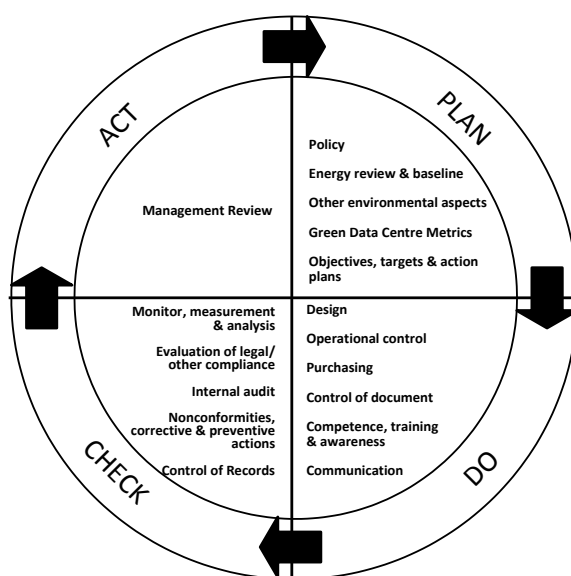 ACT
PLAN
Policy
Energy review & baseline
Other environmental aspects
Green Data Centre Metrics
Objectives, targets & action
plans
Management Review
Monitor, measurement
& analysis
Evaluation of legal/
other compliance
Internal audit
Nonconformities,
corrective & preventive
actions
Control of Records
Design
Operational control
Purchasing
Control of document
Competence, training
& awareness
Communication
CHECK
DO